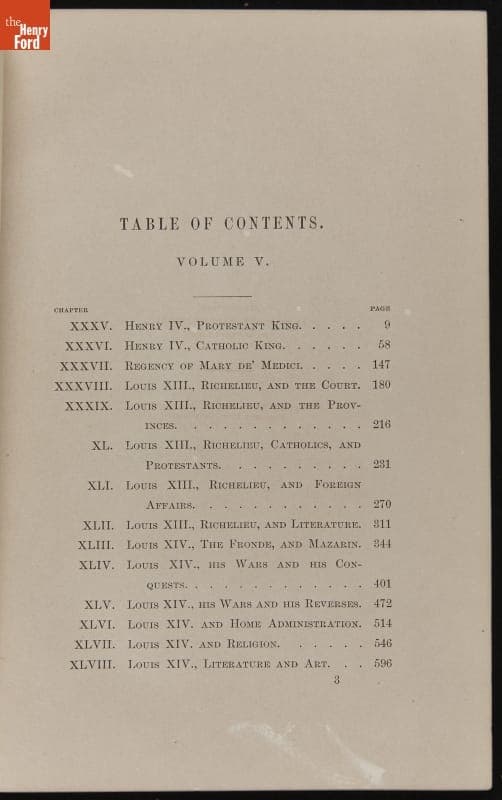 the
Henry
Ford
TABLE OF CONTENTS.
VOLUME V.
CHAPTER PAGE
XXXV. Henry IV., Protestant King. . . . . 9
XXXVI. Henry IV., Catholic King. . . . . . 58
XXXVII. Regency of Mary de' Medici. . . . . 147
XXXVIII. Louis XIII., Richelieu, and the Court. 180
XXXIX. Louis XIII., Richelieu, and the Prov-
inces. . . . . . . . . . . . . 216
XL. Louis XIII., Richelieu, Catholics, and
Protestants. . . . . . . . . . 231
XLI. Louis XIII., Richelieu, and Foreign
Affairs. . . . . . . . . . . . 270
XLII. Louis XIII., Richelieu, and Literature. 311
XLIII. Louis XIV., The Fronde, and Mazarin. 344
XLIV. Louis XIV., his Wars and his Con-
quests. . . . . . . . . . . . . 401
XLV. Louis XIV., his Wars and his Reverses. 472
XLVI. Louis XIV. and Home Administration. 514
XLVII. Louis XIV. and Religion. . . . . . 546
XLVIII. Louis XIV., Literature and Art. . . 596
3